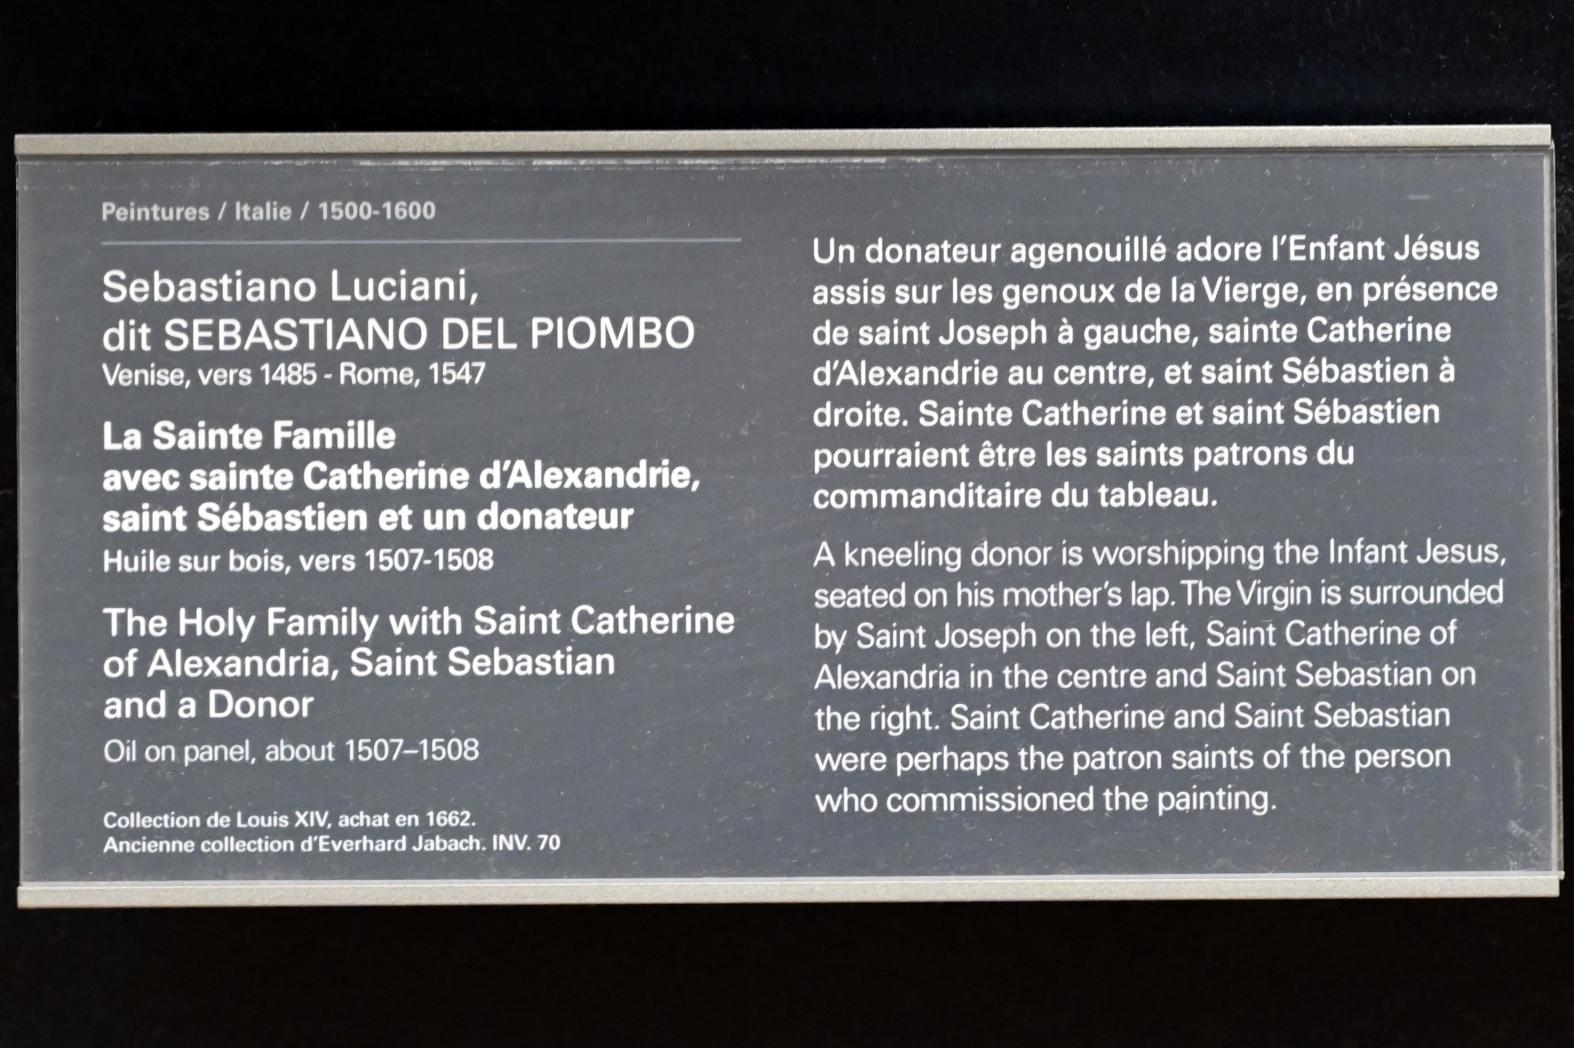 Peintures / Italie / 1500-1600
Sebastiano Luciani,
dit SEBASTIANO DEL PIOMBO
Venise, vers 1485 - Rome, 1547
La Sainte Famille
avec sainte Catherine d'Alexandrie,
saint Sébastien et un donateur
Huile sur bois, vers 1507-1508
The Holy Family with Saint Catherine
of Alexandria, Saint Sebastian
and a Donor
Oil on panel, about 1507–1508
Collection de Louis XIV, achat en 1662.
Ancienne collection d'Everhard Jabach. INV. 70
Un donateur agenouillé adore l'Enfant Jésus
assis sur les genoux de la Vierge, en présence
de saint Joseph à gauche, sainte Catherine
d'Alexandrie au centre, et saint Sébastien à
droite. Sainte Catherine et saint Sébastien
pourraient être les saints patrons du
commanditaire du tableau.
A kneeling donor is worshipping the Infant Jesus,
seated on his mother's lap. The Virgin is surrounded
by Saint Joseph on the left, Saint Catherine of
Alexandria in the centre and Saint Sebastian on
the right. Saint Catherine and Saint Sebastian
were perhaps the patron saints of the person
who commissioned the painting.